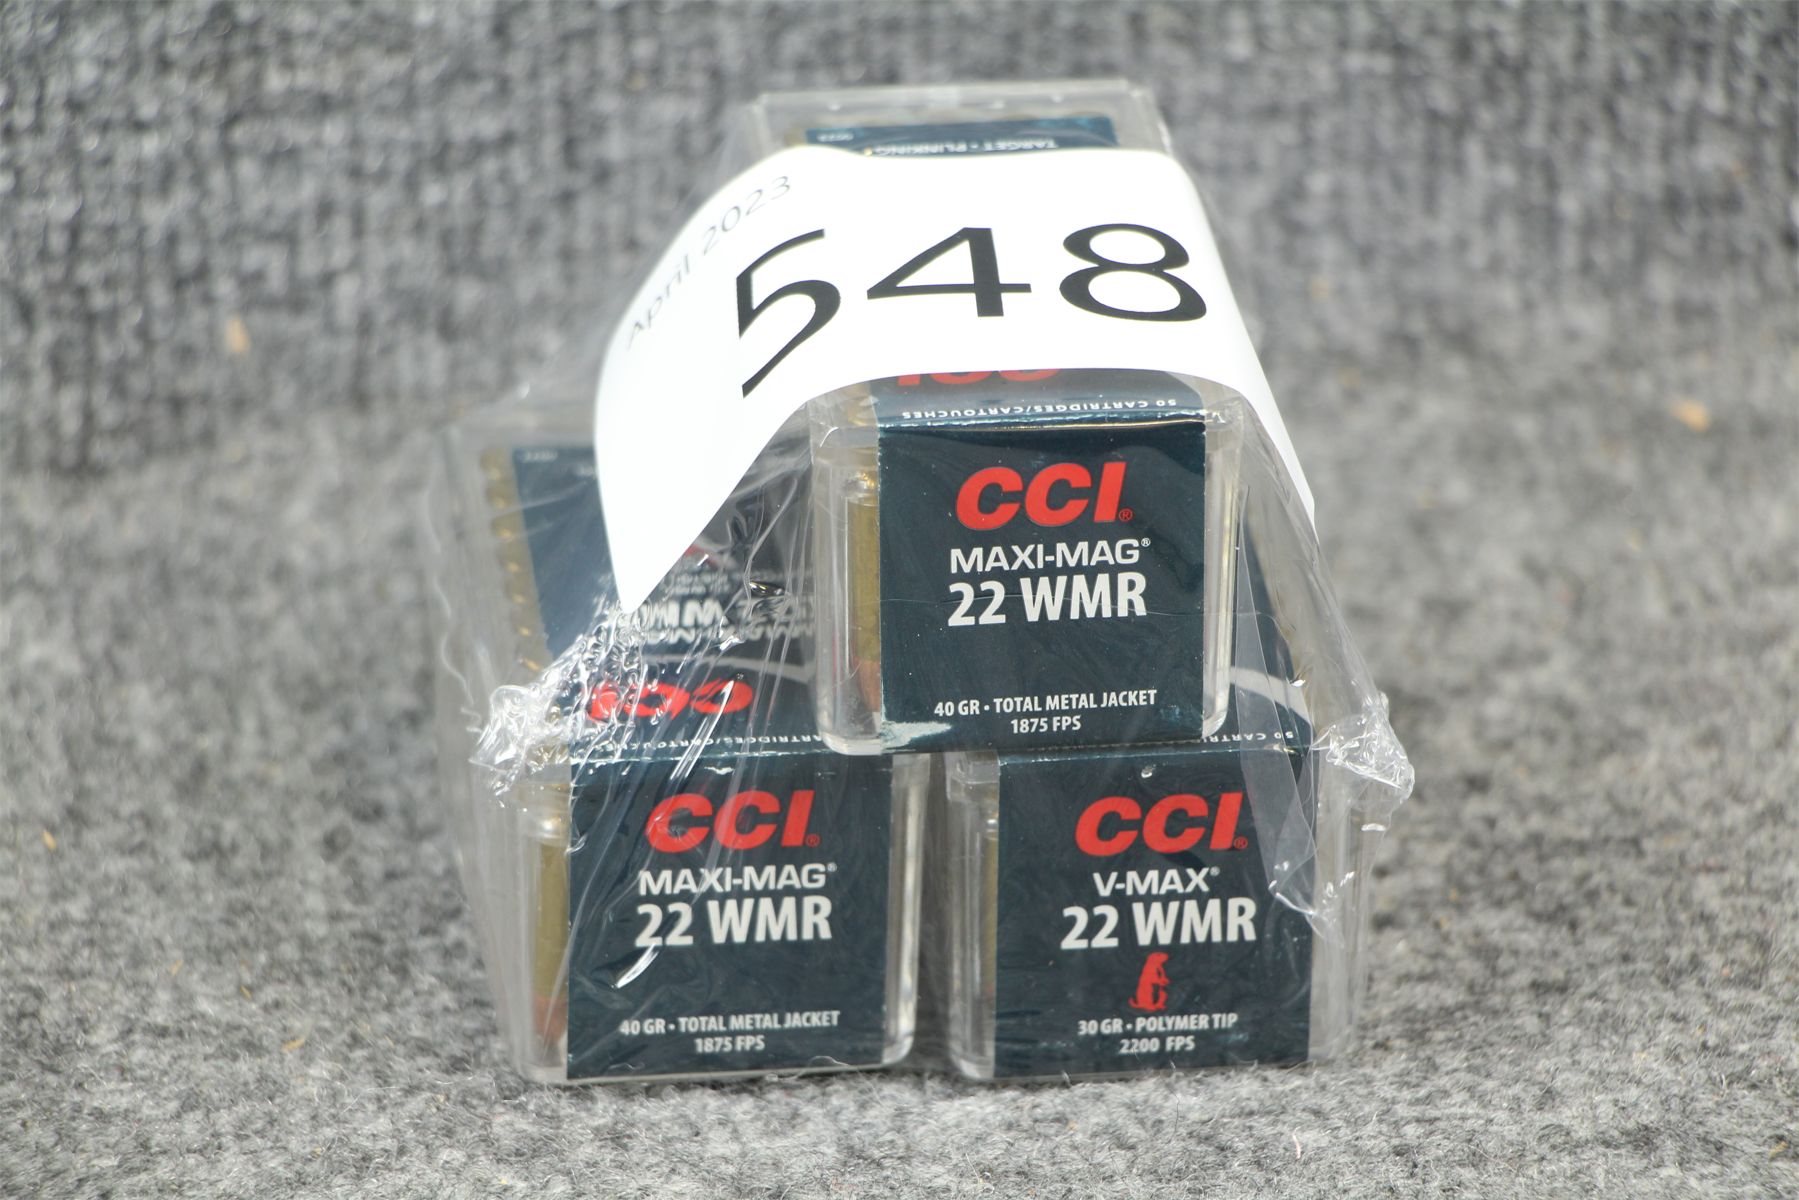 TARGET • PLINKING
April 2023
548
50 CARTRIDGES/CARTOUCHES
CCI®
MAXI-MAG®
22 WMR
40 GR • TOTAL METAL JACKET
1875 FPS
CCI®
MAXI-MAG®
22 WMR
40 GR • TOTAL METAL JACKET
1875 FPS
CCI®
V-MAX®
22 WMR
30 GR • POLYMER TIP
2200 FPS